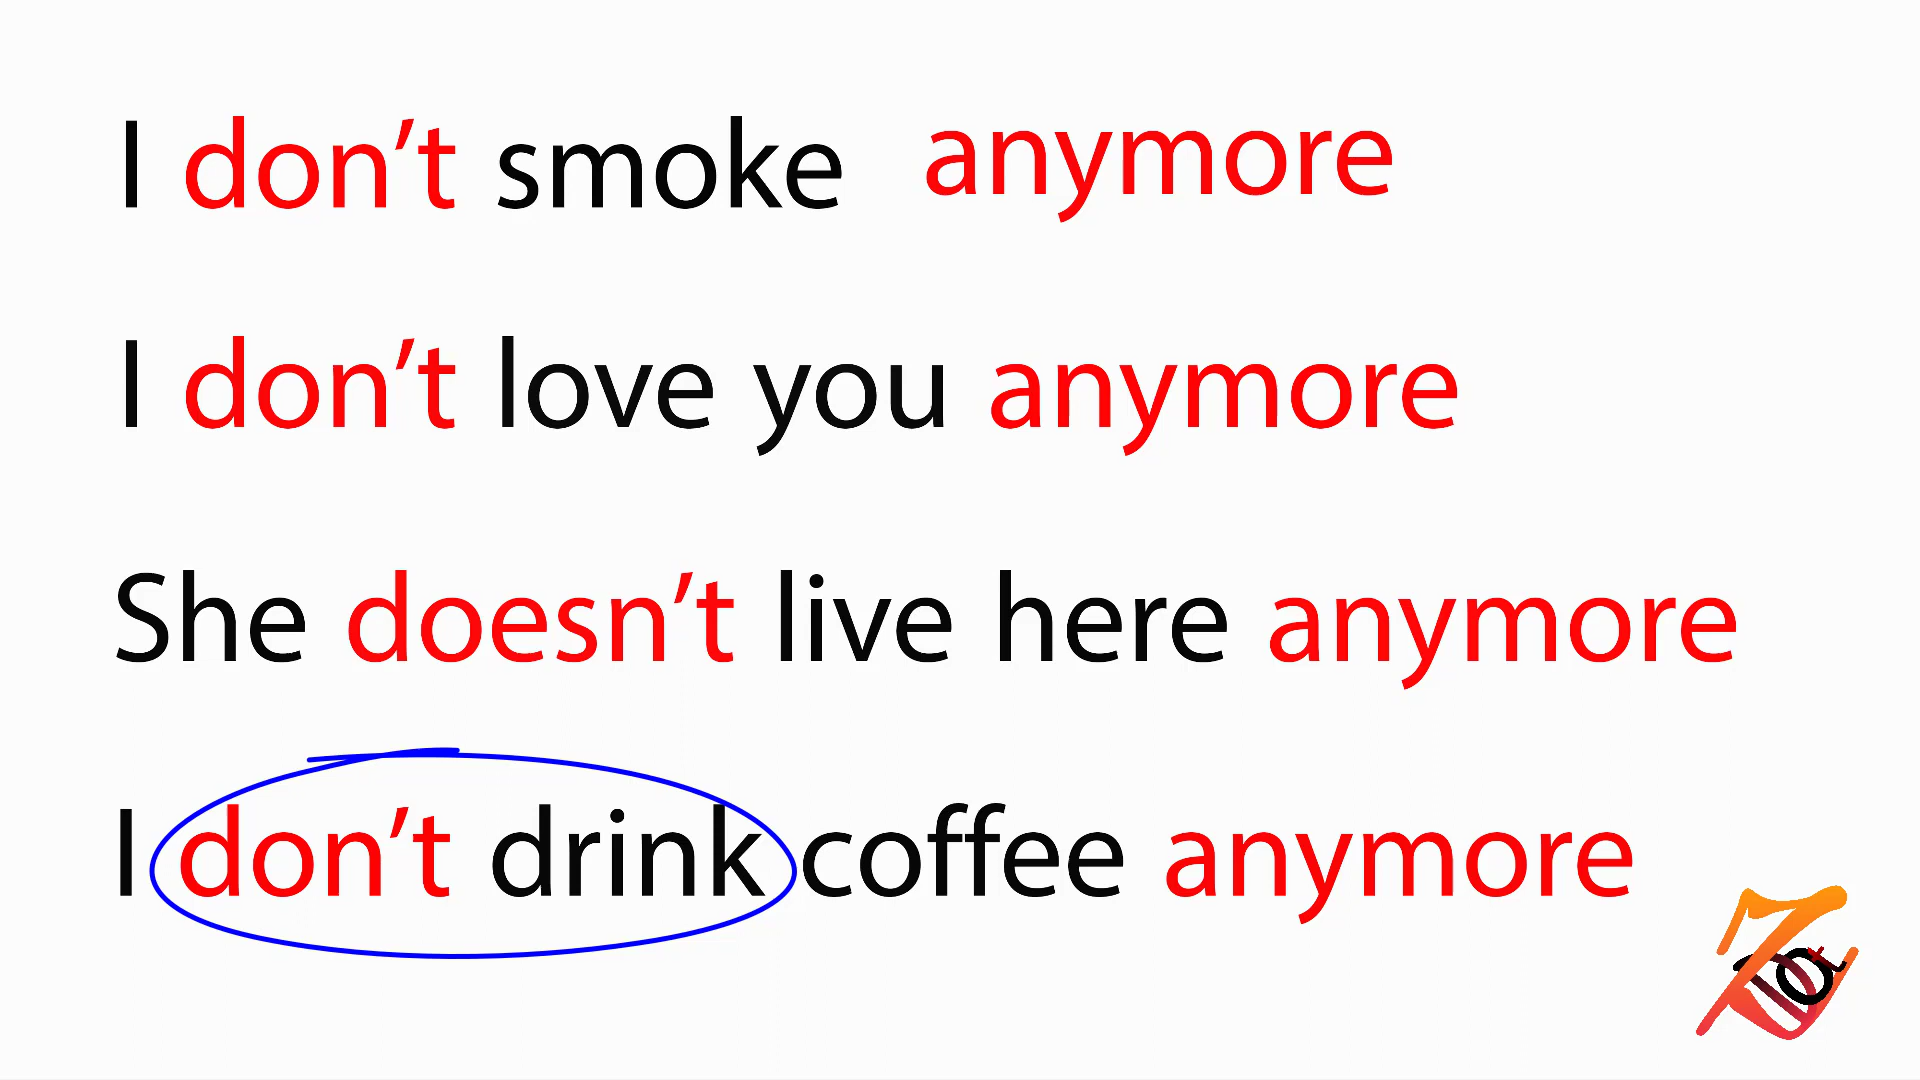 I don’t smoke anymore
I don’t love you anymore
She doesn’t live here anymore
I don’t drink coffee anymore